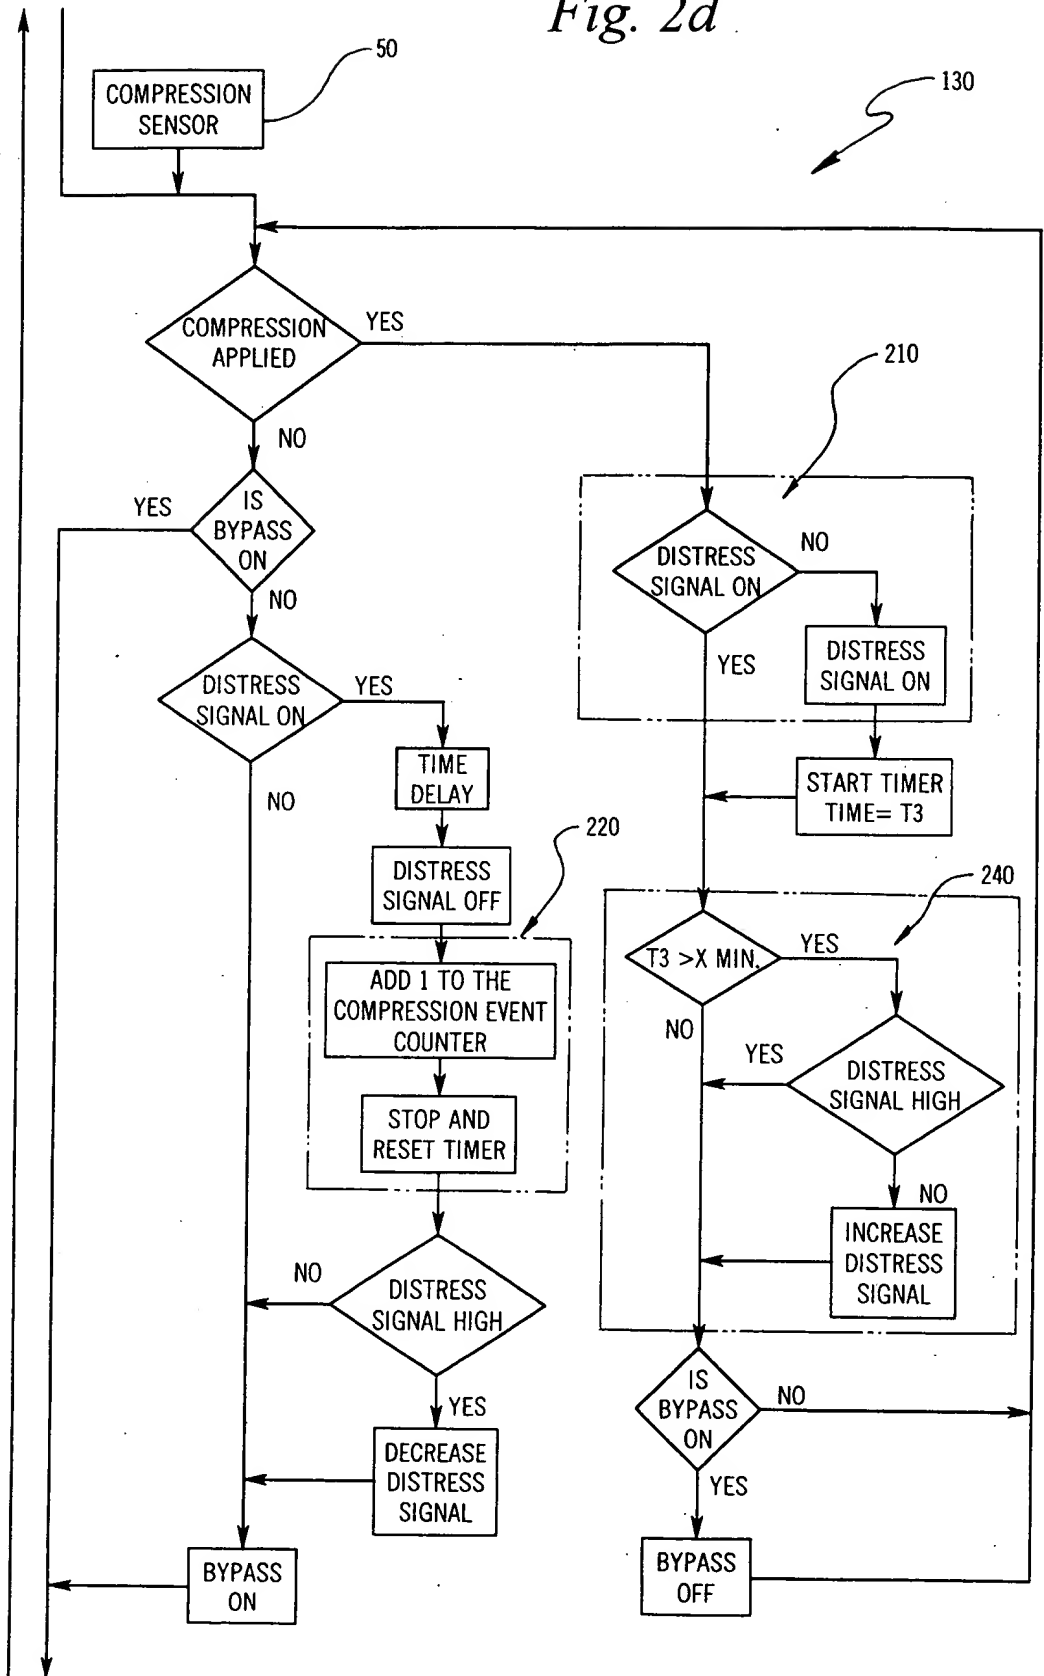 Fig. 2d
50
COMPRESSION
SENSOR
130
COMPRESSION
APPLIED
YES
NO
210
IS
BYPASS
ON
YES
NO
DISTRESS
SIGNAL ON
NO
YES
DISTRESS
SIGNAL ON
START TIMER
TIME= T3
DISTRESS
SIGNAL ON
YES
NO
TIME
DELAY
DISTRESS
SIGNAL OFF
220
ADD 1 TO THE
COMPRESSION EVENT
COUNTER
STOP AND
RESET TIMER
240
T3 >X MIN.
YES
NO
YES
DISTRESS
SIGNAL HIGH
NO
INCREASE
DISTRESS
SIGNAL
NO
DISTRESS
SIGNAL HIGH
YES
DECREASE
DISTRESS
SIGNAL
IS
BYPASS
ON
NO
YES
BYPASS
ON
BYPASS
OFF